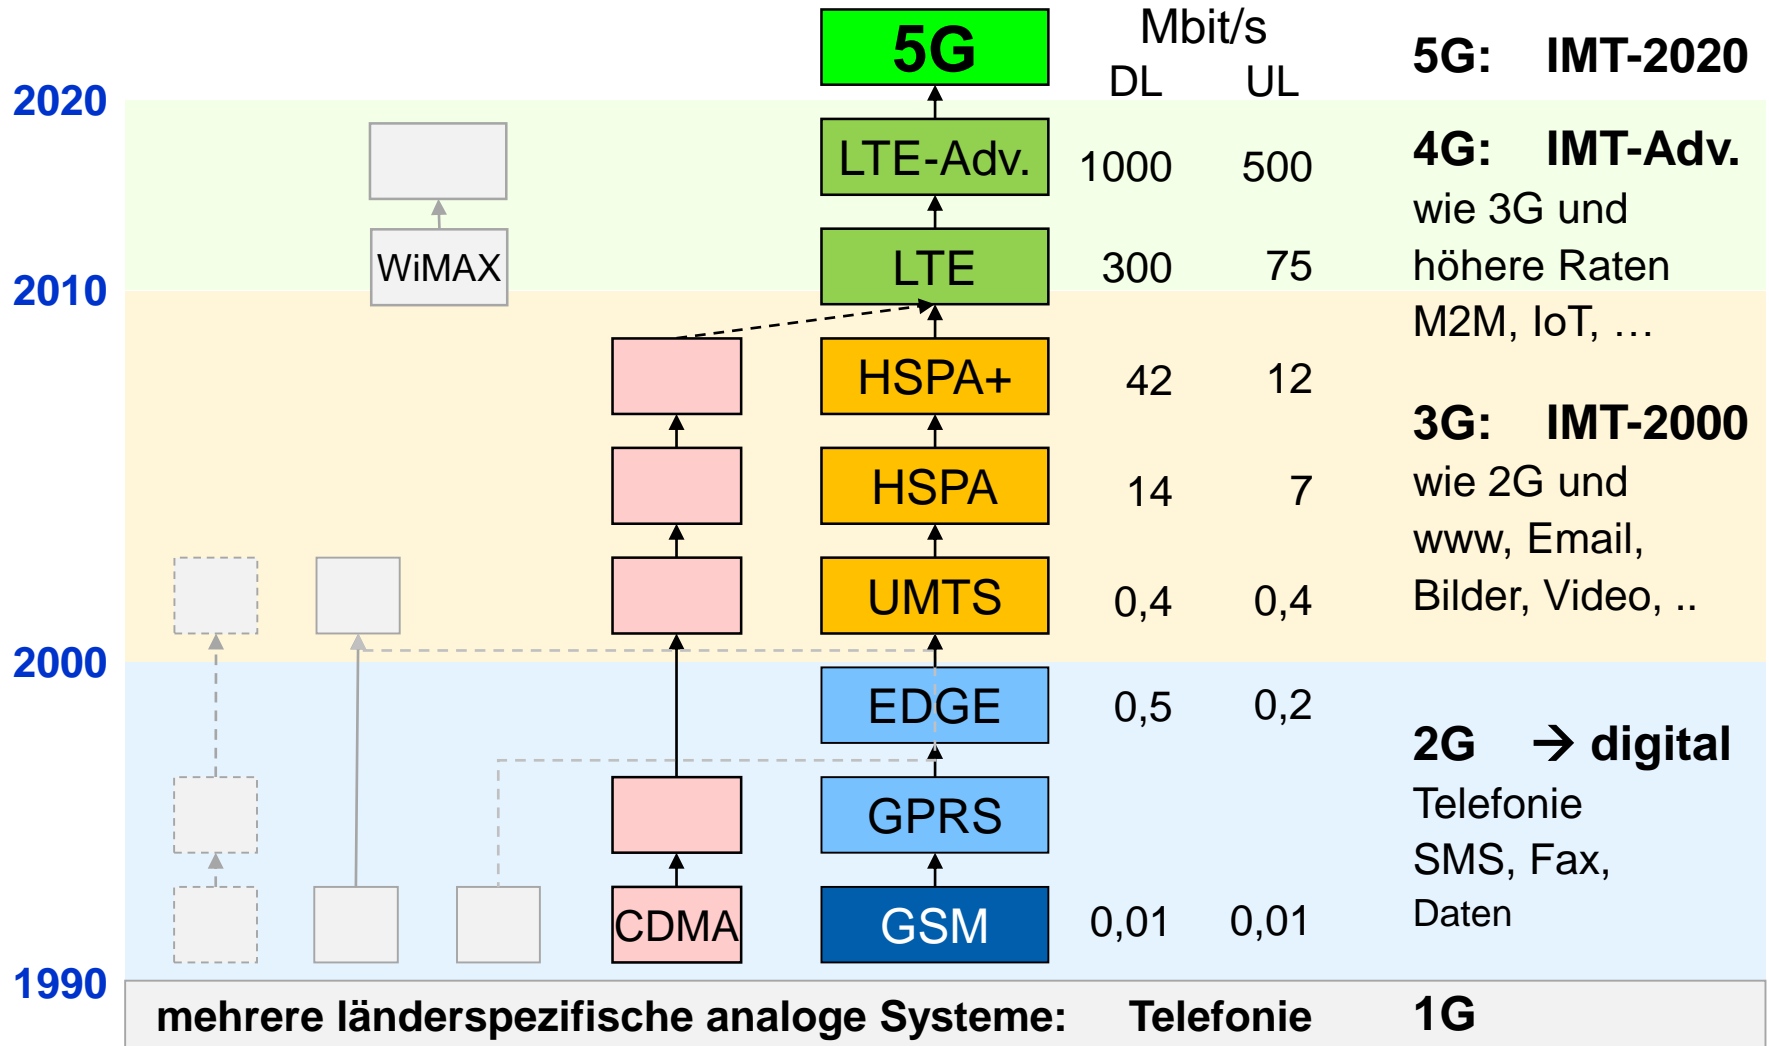 5G Mbit/s 5G: IMT-2020
DL UL
2020
LTE-Adv. 1000 500 4G: IMT-Adv.
wie 3G und
WiMAX LTE 300 75 höhere Raten
2010
M2M, IoT, …
HSPA+ 42 12
3G: IMT-2000
HSPA 14 7 wie 2G und
www, Email,
UMTS 0,4 0,4 Bilder, Video, ..
2000
EDGE 0,5 0,2
2G → digital
GPRS Telefonie
SMS, Fax,
CDMA GSM 0,01 0,01 Daten
1990
mehrere länderspezifische analoge Systeme: Telefonie 1G